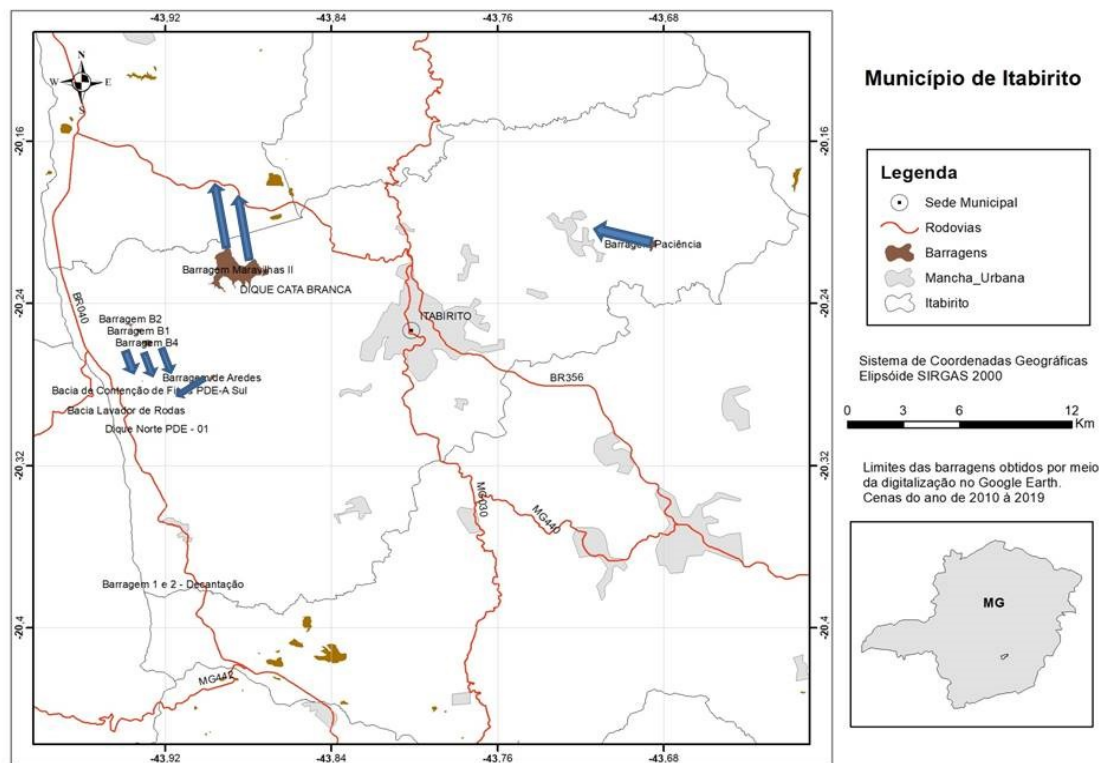 -43,92
-43,84
-43,76
-43,68
Município de Itabirito
N
W
E
S
-20,16
-20,16
Legenda
Sede Municipal
Rodovias
Barragens
Mancha_Urbana
Itabirito
Barragem Paciência
Barragem Maravilhas II
DIQUE CATA BRANCA
-20,24
-20,24
BR040
ITABIRITO
Barragem B2
Barragem B1
Barragem B4
Barragem de Aredes
Bacia de Contenção de Finos PDE-A Sul
Bacia Lavador de Rodas
Dique Norte PDE - 01
BR356
Sistema de Coordenadas Geográficas
Elipsóide SIRGAS 2000
0 3 6 12
Km
-20,32
-20,32
Limites das barragens obtidos por meio
da digitalização no Google Earth.
Cenas do ano de 2010 à 2019
MG030
MG440
Barragem 1 e 2 - Decantação
MG
-20,4
-20,4
MG442
-43,92
-43,84
-43,76
-43,68